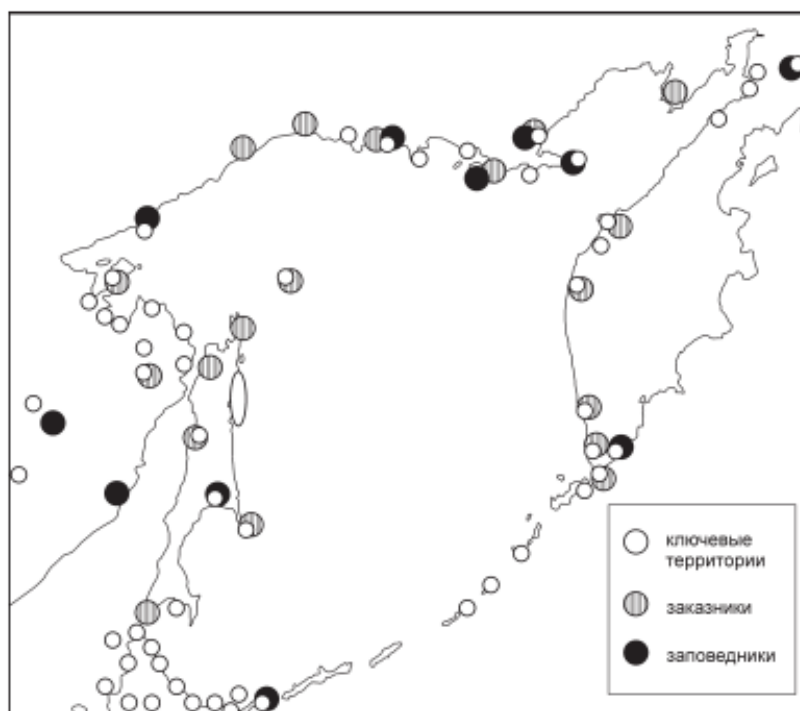 ключевые
территории
заказники
заповедники